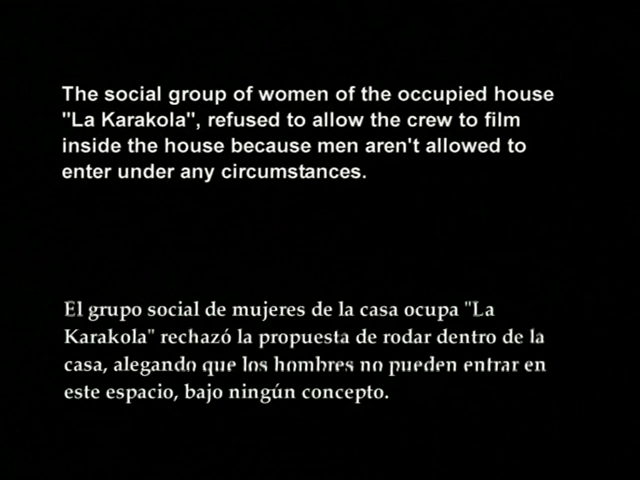 The social group of women of the occupied house
"La Karakola", refused to allow the crew to film
inside the house because men aren't allowed to
enter under any circumstances.
El grupo social de mujeres de la casa ocupa "La
Karakola" rechazó la propuesta de rodar dentro de la
casa, alegando que los hombres no pueden entrar en
este espacio, bajo ningún concepto.